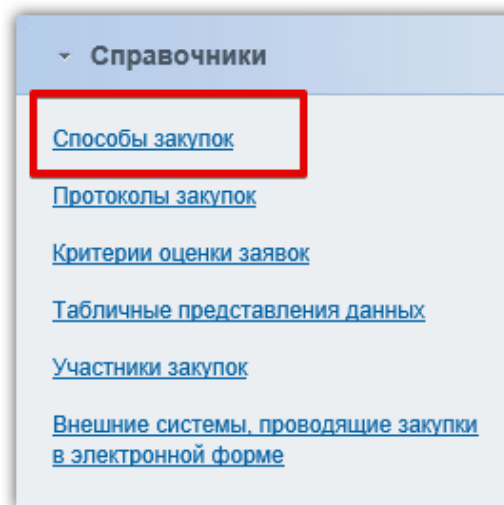 Справочники
Способы закупок
Протоколы закупок
Критерии оценки заявок
Табличные представления данных
Участники закупок
Внешние системы, проводящие закупки
в электронной форме